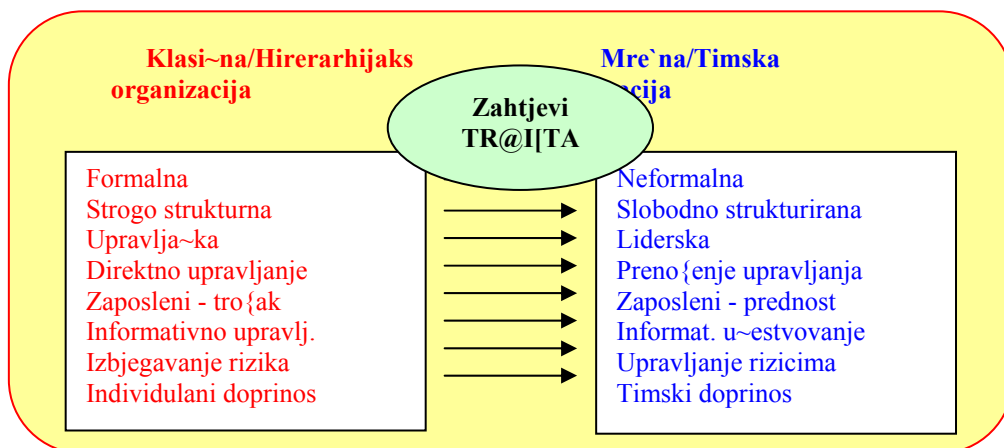 Klasi~na/Hirerarhijaks
organizacija
Mre`na/Timska
cija
Zahtjevi
TR@I[TA
Formalna
Strogo strukturna
Upravlja~ka
Direktno upravljanje
Zaposleni - tro{ak
Informativno upravlj.
Izbjegavanje rizika
Individulani doprinos
Neformalna
Slobodno strukturirana
Liderska
Preno{enje upravljanja
Zaposleni - prednost
Informat. u~estvovanje
Upravljanje rizicima
Timski doprinos